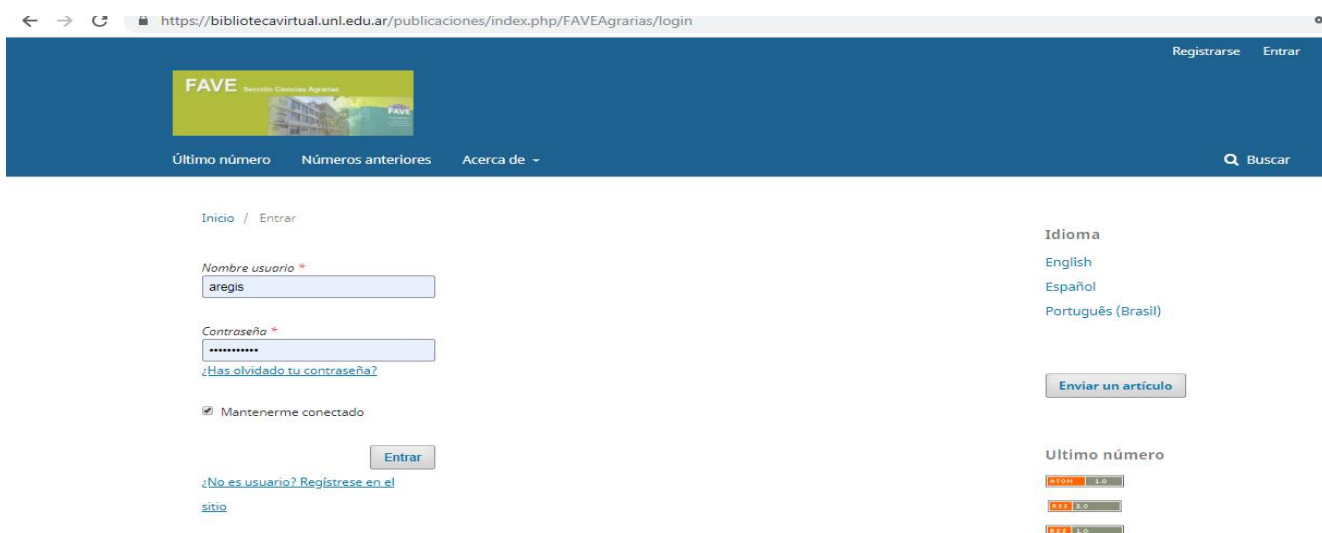 https://bibliotecavirtual.unl.edu.ar/publicaciones/index.php/FAVEAgrarias/login
Registrarse Entrar
FAVE Sección Ciencias Agrarias
FAVE
Último número Números anteriores Acerca de
Buscar
Inicio / Entrar
Nombre usuario *
aregis
Contraseña *
•••••••••••
¿Has olvidado tu contraseña?
Mantenerme conectado
Entrar
¿No es usuario? Regístrese en el
sitio
Idioma
English
Español
Português (Brasil)
Enviar un artículo
Ultimo número
ATOM 1.0
RSS 2.0
RSS 1.0